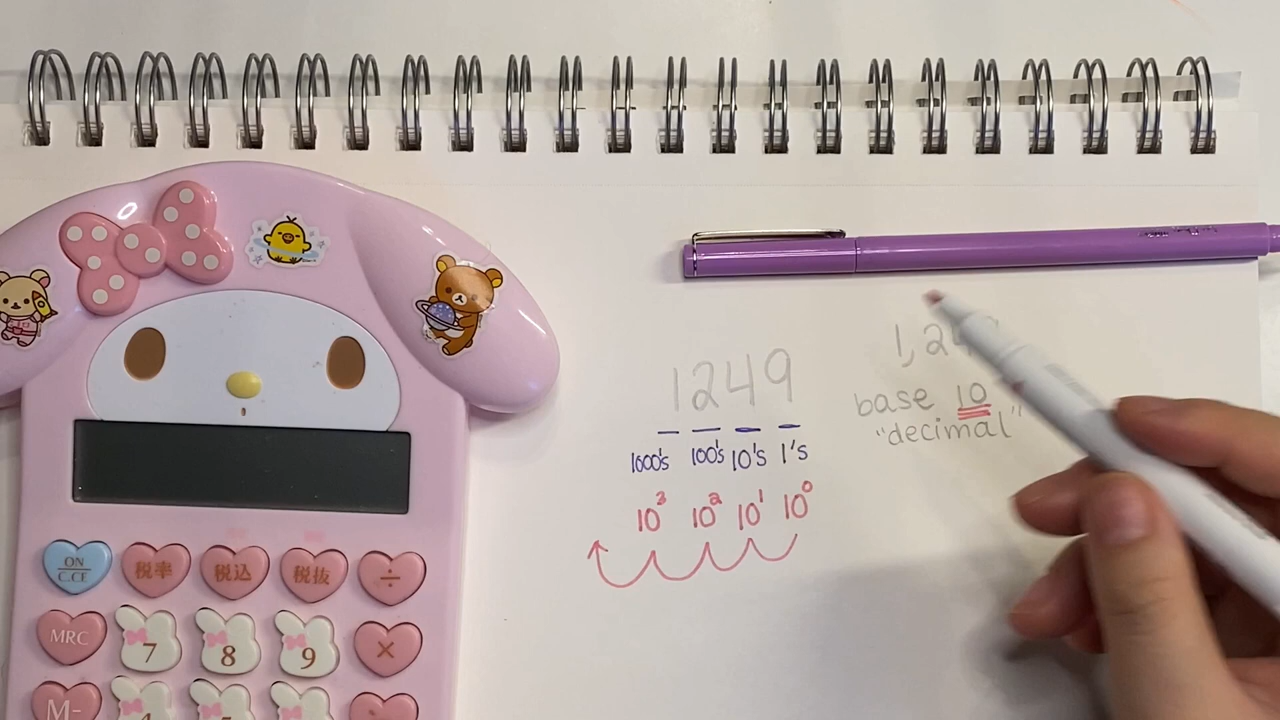 1249
1000's 100's 10's 1's
10³ 10² 10¹ 10⁰
base 10
"decimal"
ON
C.CE
税率
税込
税抜
÷
MRC
7
8
9
×
M-